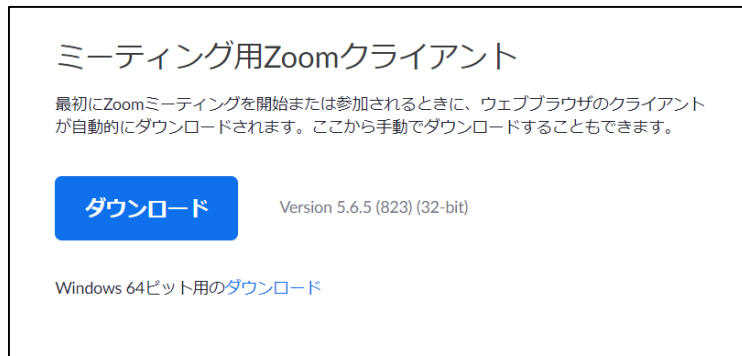 ミーティング用Zoomクライアント
最初にZoomミーティングを開始または参加されるときに、ウェブブラウザのクライアント
が自動的にダウンロードされます。ここから手動でダウンロードすることもできます。
ダウンロード Version 5.6.5 (823) (32-bit)
Windows 64ビット用のダウンロード